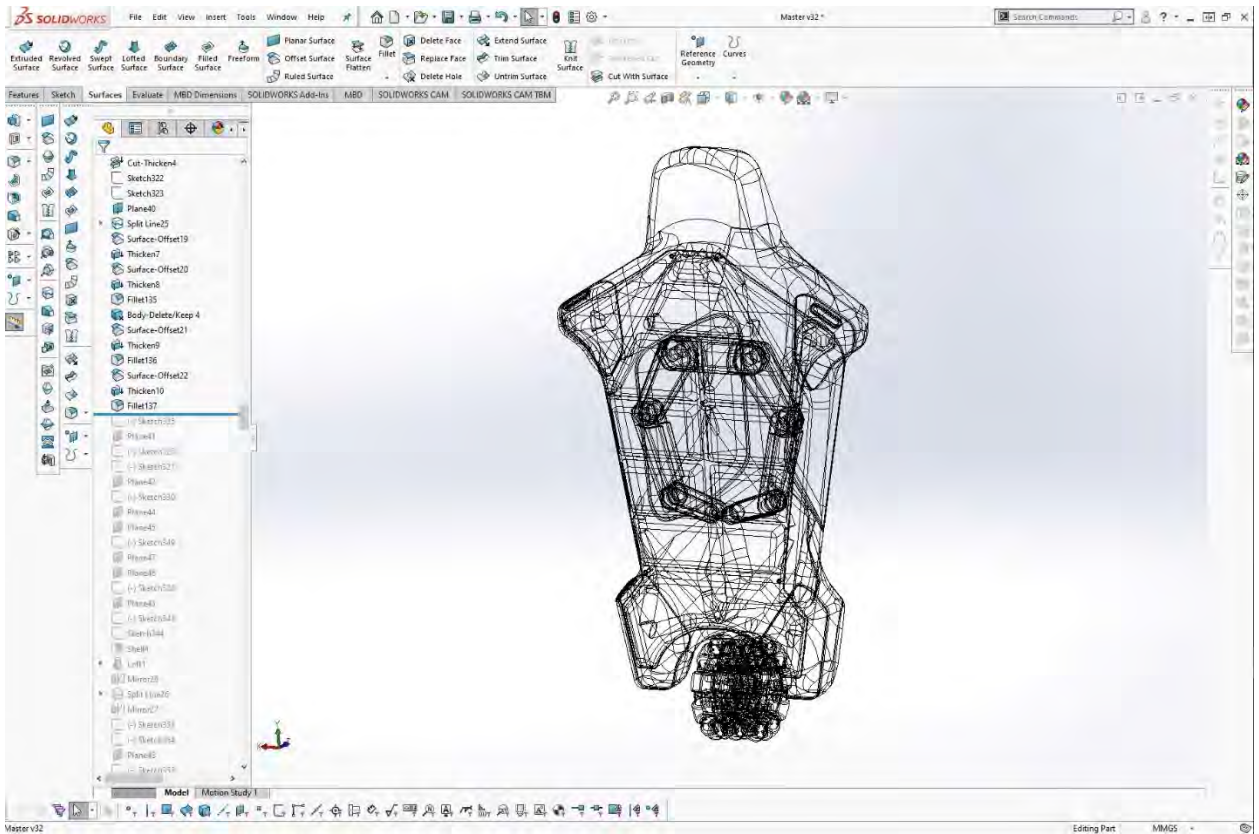 SOLIDWORKS File Edit View Insert Tools Window Help Master v32 * Search Commands
Extruded Surface
Revolved Surface
Swept Surface
Lofted Surface
Boundary Surface
Filled Surface
Freeform
Planar Surface
Offset Surface
Ruled Surface
Surface Flatten
Fillet
Delete Face
Replace Face
Delete Hole
Extend Surface
Trim Surface
Untrim Surface
Knit Surface
Cut With Surface
Reference Geometry
Curves
Features Sketch Surfaces Evaluate MBD Dimensions SOLIDWORKS Add-Ins MBD SOLIDWORKS CAM SOLIDWORKS CAM TBM
Cut-Thicken4
Sketch322
Sketch323
Plane40
Split Line25
Surface-Offset19
Thicken7
Surface-Offset20
Thicken8
Fillet135
Body-Delete/Keep 4
Surface-Offset21
Thicken9
Fillet136
Surface-Offset22
Thicken10
Fillet137
Plane41
(-) Sketch330
Plane44
Plane45
Plane47
Sketch344
Loft1
Split Line26
Mirror27
Model Motion Study 1
Master v32 Editing Part MMGS